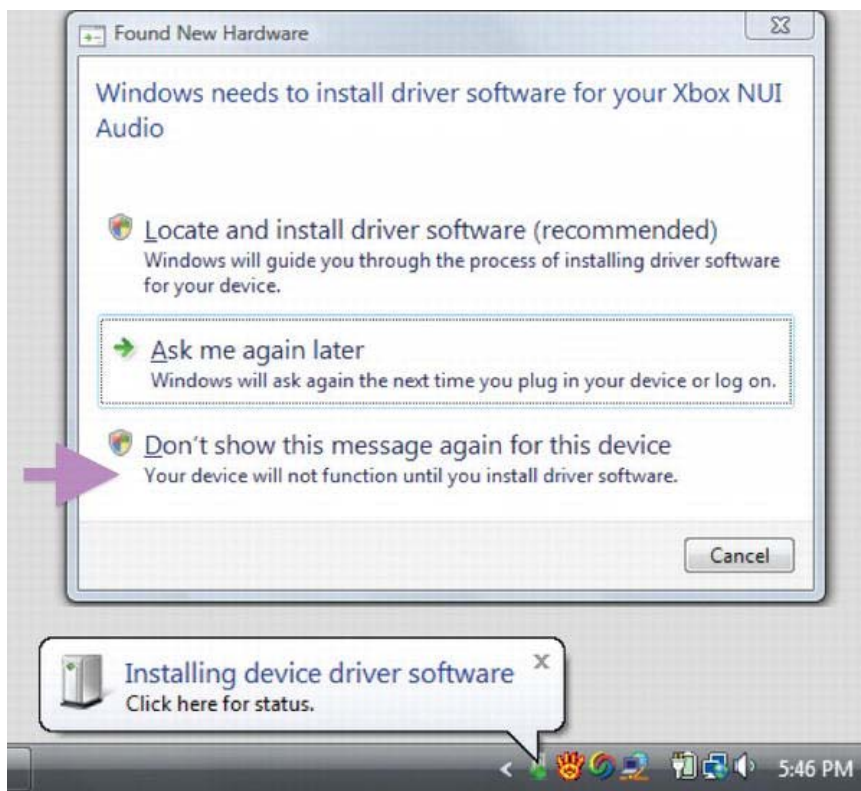 Found New Hardware
Windows needs to install driver software for your Xbox NUI
Audio
Locate and install driver software (recommended)
Windows will guide you through the process of installing driver software
for your device.
Ask me again later
Windows will ask again the next time you plug in your device or log on.
Don't show this message again for this device
Your device will not function until you install driver software.
Cancel
Installing device driver software
Click here for status.
5:46 PM